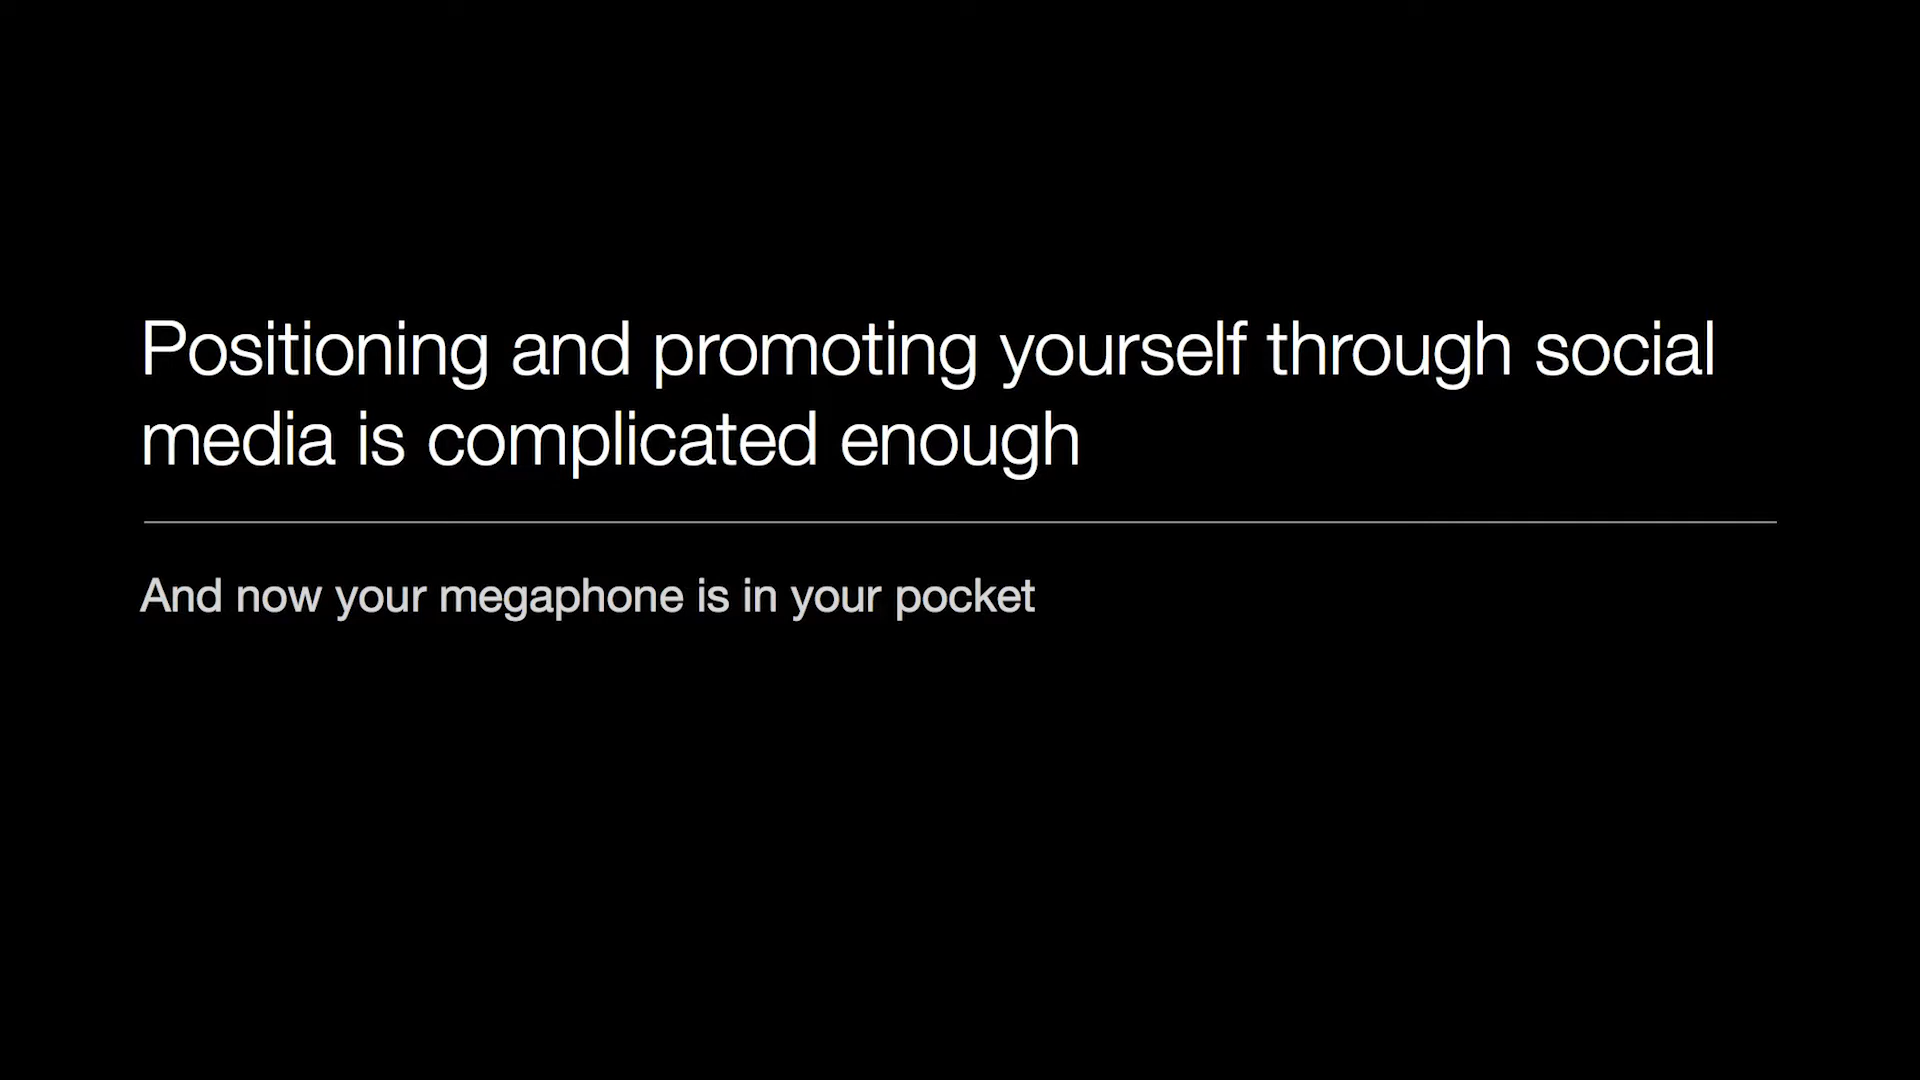 Positioning and promoting yourself through social
media is complicated enough
And now your megaphone is in your pocket